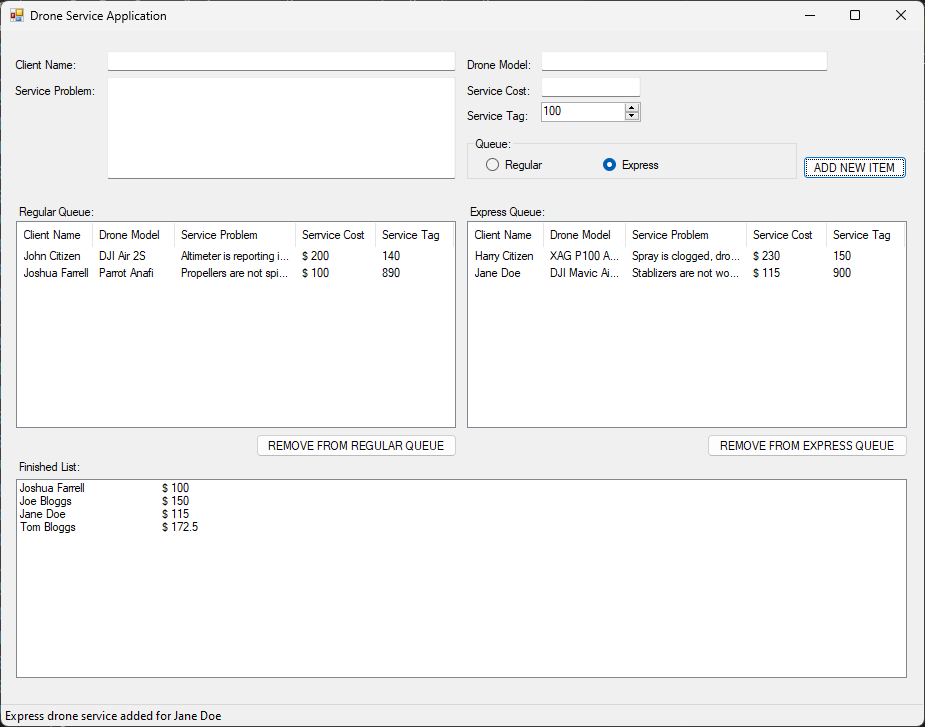 Drone Service Application
Client Name:
Drone Model:
Service Problem:
Service Cost:
Service Tag: 100
Queue:
Regular Express
ADD NEW ITEM
Regular Queue:
Client Name Drone Model Service Problem Serrvice Cost Service Tag
John Citizen DJI Air 2S Altimeter is reporting i... $ 200 140
Joshua Farrell Parrot Anafi Propellers are not spi... $ 100 890
Express Queue:
Client Name Drone Model Service Problem Service Cost Service Tag
Harry Citizen XAG P100 A... Spray is clogged, dro... $ 230 150
Jane Doe DJI Mavic Ai... Stablizers are not wo... $ 115 900
REMOVE FROM REGULAR QUEUE
REMOVE FROM EXPRESS QUEUE
Finished List:
Joshua Farrell $ 100
Joe Bloggs $ 150
Jane Doe $ 115
Tom Bloggs $ 172.5
Express drone service added for Jane Doe